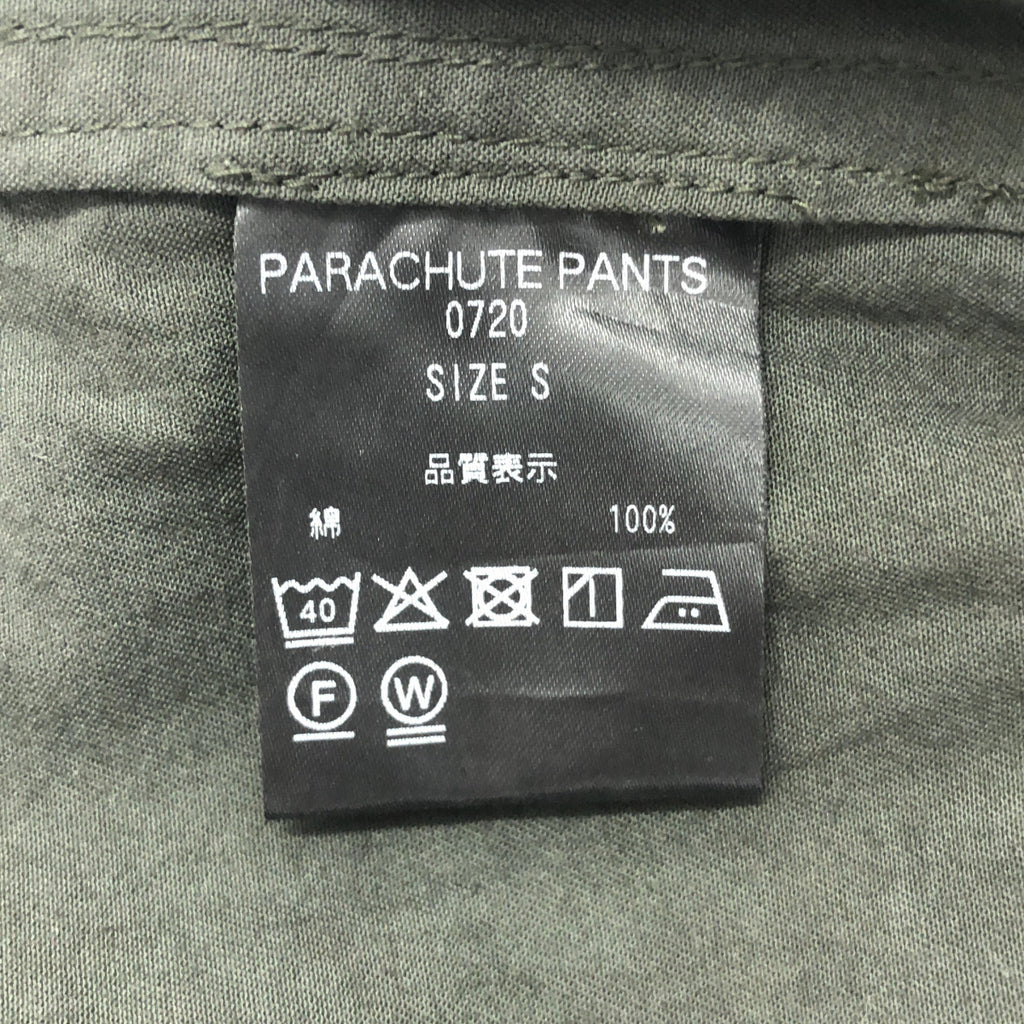 PARACHUTE PANTS
0720
SIZE S
品質表示
綿 100%
40
F W